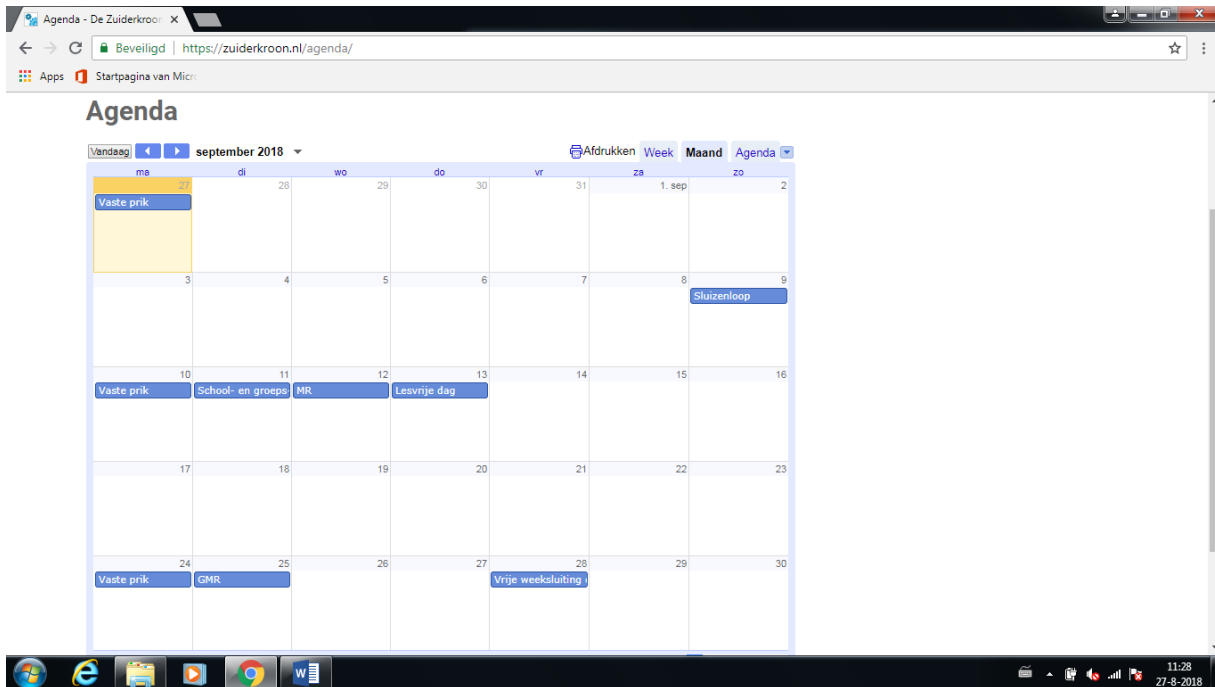 Agenda - De Zuiderkroon
Beveiligd | https://zuiderkroon.nl/agenda/
Apps Startpagina van Micro
Agenda
Vandaag september 2018 Afdrukken Week Maand Agenda
ma di wo do vr za zo
27 28 29 30 31 1. sep 2
Vaste prik
3 4 5 6 7 8 9
Sluizenloop
10 11 12 13 14 15 16
Vaste prik School- en groeps- MR Lesvrije dag
17 18 19 20 21 22 23
24 25 26 27 28 29 30
Vaste prik GMR Vrije weeksluiting
11:28
27-8-2018